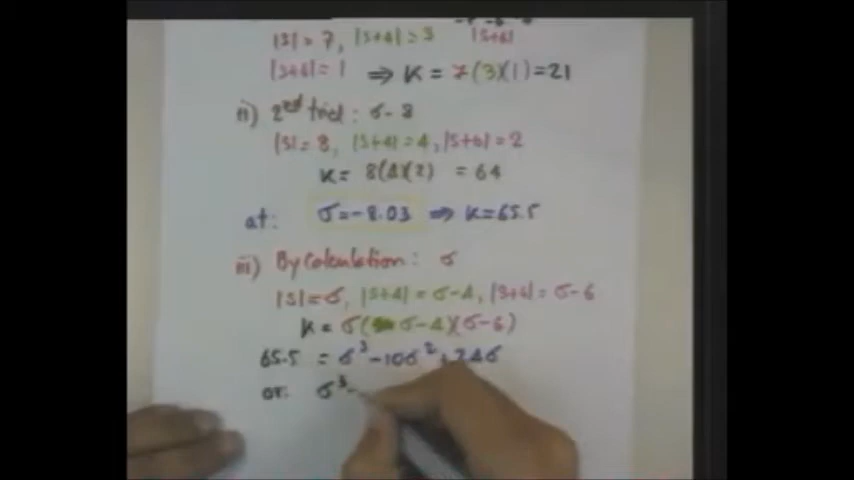 |S| = 7, |S+4| = 3 |S+6|
|S+6| = 1 ⇒ K = 7(3)(1) = 21
ii) 2nd trial: σ-8
|S| = 8, |S+4| = 4, |S+6| = 2
K = 8(4)(2) = 64
at: σ = -8.03 ⇒ K = 65.5
iii) By Calculation: σ
|S| = σ, |S+4| = σ-4, |S+6| = σ-6
K = σ(σ-4)(σ-6)
65.5 = σ³ -10σ² +24σ
or: σ³ -